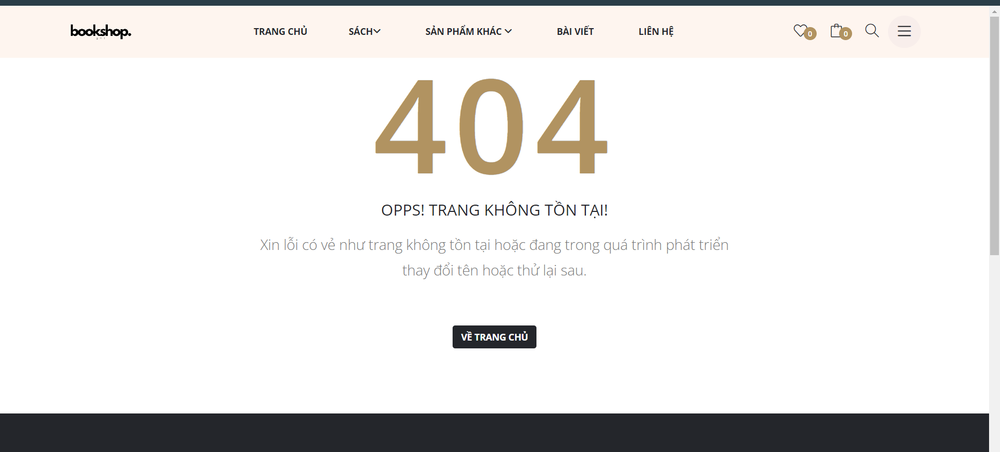 bookshop.
TRANG CHỦ
SÁCH
SẢN PHẨM KHÁC
BÀI VIẾT
LIÊN HỆ
0
0
404
OPPS! TRANG KHÔNG TỒN TẠI!
Xin lỗi có vẻ như trang không tồn tại hoặc đang trong quá trình phát triển
thay đổi tên hoặc thử lại sau.
VỀ TRANG CHỦ